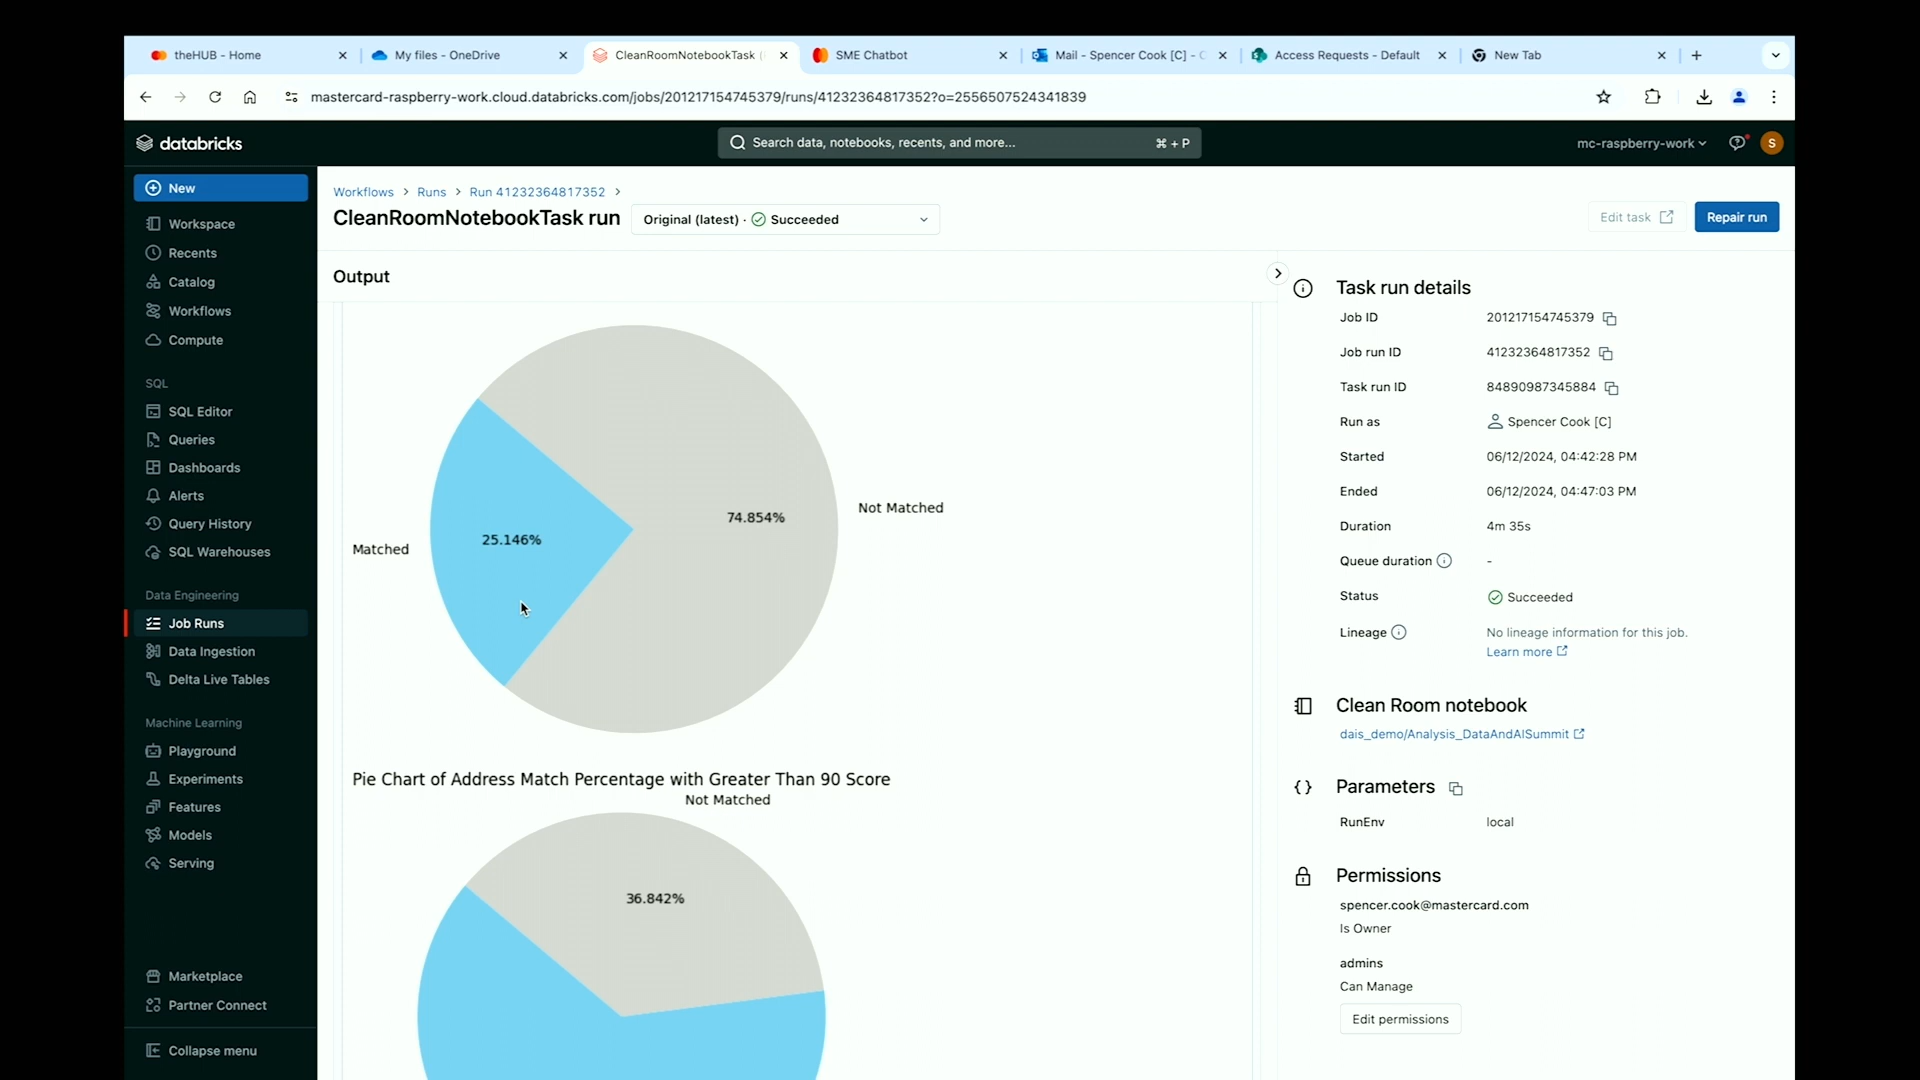 theHUB - Home
My files - OneDrive
CleanRoomNotebookTask (
SME Chatbot
Mail - Spencer Cook [C] - C
Access Requests - Default
New Tab
mastercard-raspberry-work.cloud.databricks.com/jobs/201217154745379/runs/41232364817352?o=2556507524341839
databricks
Search data, notebooks, recents, and more...
⌘ + P
mc-raspberry-work
S
New
Workspace
Recents
Catalog
Workflows
Compute
SQL
SQL Editor
Queries
Dashboards
Alerts
Query History
SQL Warehouses
Data Engineering
Job Runs
Data Ingestion
Delta Live Tables
Machine Learning
Playground
Experiments
Features
Models
Serving
Marketplace
Partner Connect
Collapse menu
Workflows > Runs > Run 41232364817352 >
CleanRoomNotebookTask run
Original (latest) · Succeeded
Edit task
Repair run
Output
74.854%
Not Matched
25.146%
Matched
Pie Chart of Address Match Percentage with Greater Than 90 Score
Not Matched
36.842%
Task run details
Job ID 201217154745379
Job run ID 41232364817352
Task run ID 84890987345884
Run as Spencer Cook [C]
Started 06/12/2024, 04:42:28 PM
Ended 06/12/2024, 04:47:03 PM
Duration 4m 35s
Queue duration -
Status Succeeded
Lineage No lineage information for this job.
Learn more
Clean Room notebook
dais_demo/Analysis_DataAndAISummit
{} Parameters
RunEnv local
Permissions
spencer.cook@mastercard.com
Is Owner
admins
Can Manage
Edit permissions